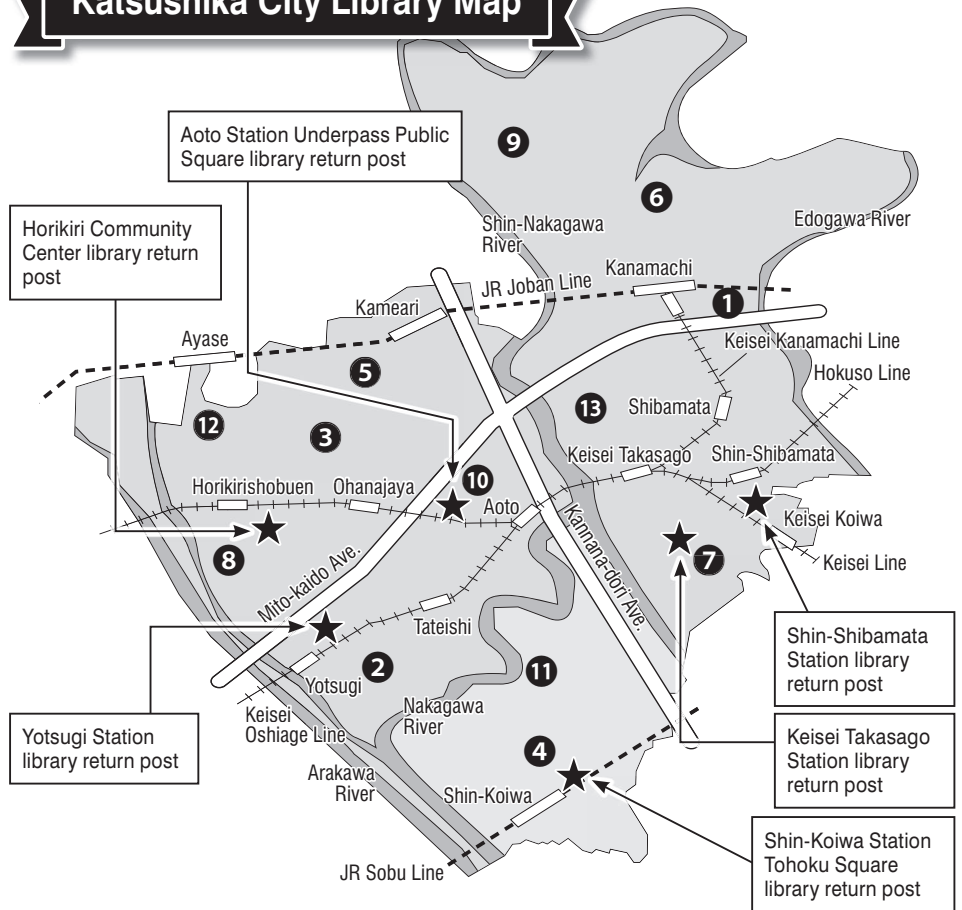 Katsushika City Library Map
Aoto Station Underpass Public
Square library return post
Horikiri Community
Center library return
post
9
6
Shin-Nakagawa
River
Edogawa River
Kanamachi
JR Joban Line
1
Kameari
Keisei Kanamachi Line
Ayase
5
Hokuso Line
13
Shibamata
12
3
Keisei Takasago
Shin-Shibamata
10
Horikirishobuen
Ohanajaya
Aoto
Keisei Koiwa
8
7
Keisei Line
Mito-kaido Ave.
Kannana-dori Ave.
Tateishi
Shin-Shibamata
Station library
return post
2
11
Yotsugi
Keisei
Oshiage Line
Nakagawa
River
Yotsugi Station
library return post
Keisei Takasago
Station library
return post
4
Arakawa
River
Shin-Koiwa
JR Sobu Line
Shin-Koiwa Station
Tohoku Square
library return post